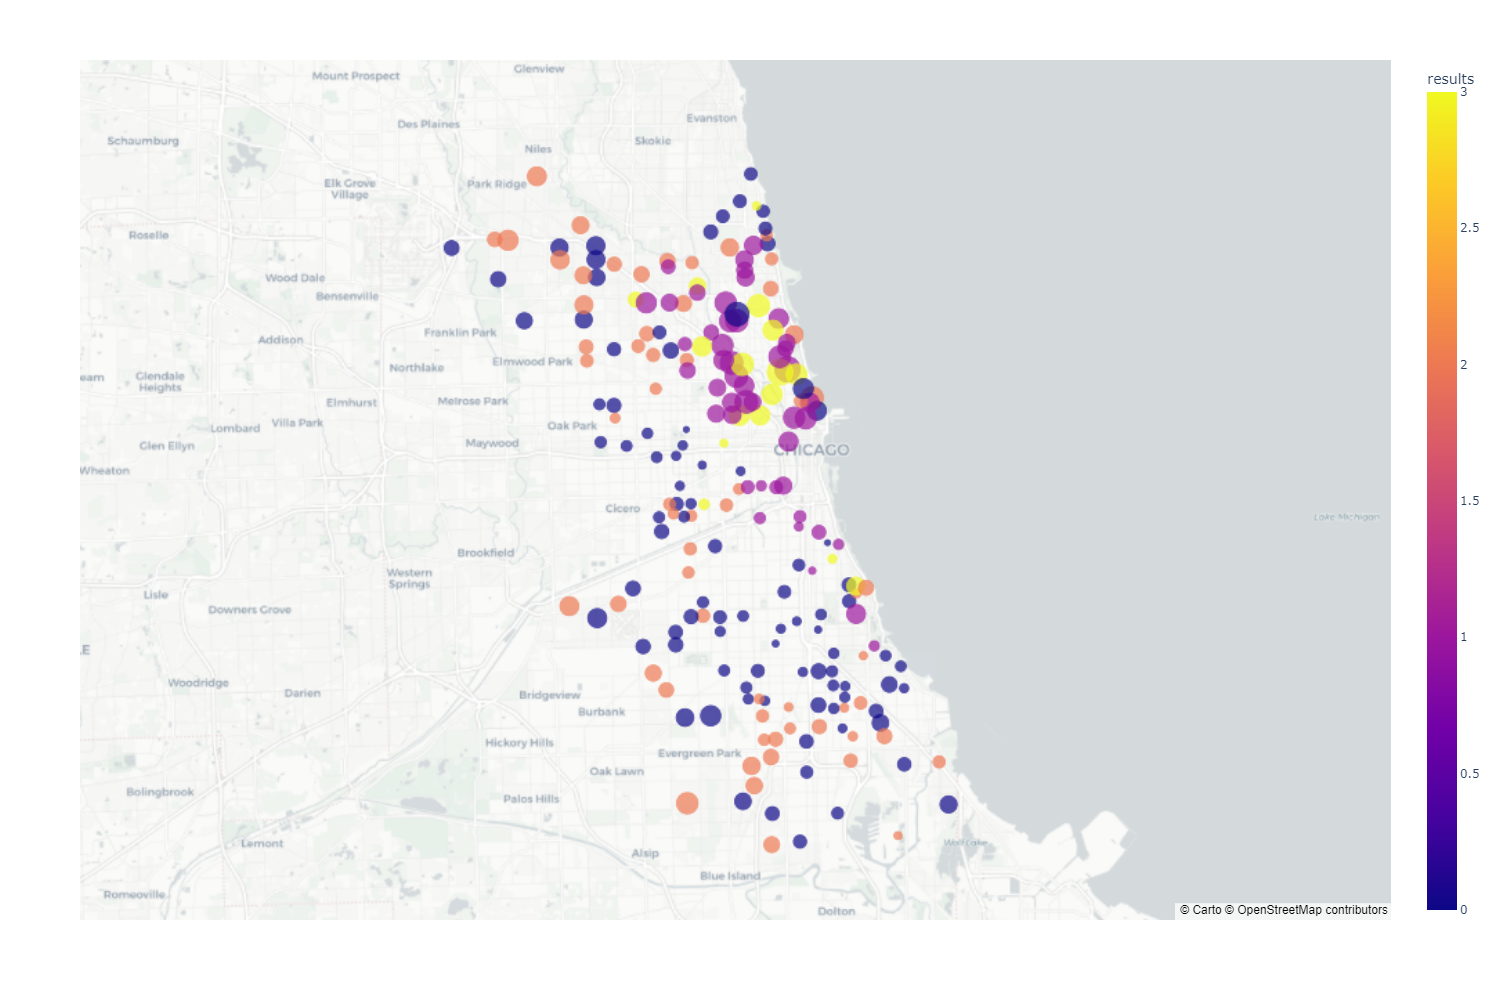 Glenview
Mount Prospect
Evanston
Des Plaines
Schaumburg
Skokie
Niles
Elk Grove
Village
Park Ridge
Roselle
Wood Dale
Bensenville
Franklin Park
Addison
Elmwood Park
Northlake
eam
Glendale
Heights
Elmhurst
Melrose Park
Villa Park
Lombard
Oak Park
Glen Ellyn
Maywood
CHICAGO
Wheaton
Cicero
Lake Michigan
Brookfield
Western
Springs
Lisle
Downers Grove
LE
Woodridge
Darien
Bridgeview
Burbank
Hickory Hills
Evergreen Park
Oak Lawn
Bolingbrook
Palos Hills
Lemont
Wolf Lake
Alsip
Blue Island
Romeoville
Dolton
© Carto © OpenStreetMap contributors
results
3
2.5
2
1.5
1
0.5
0